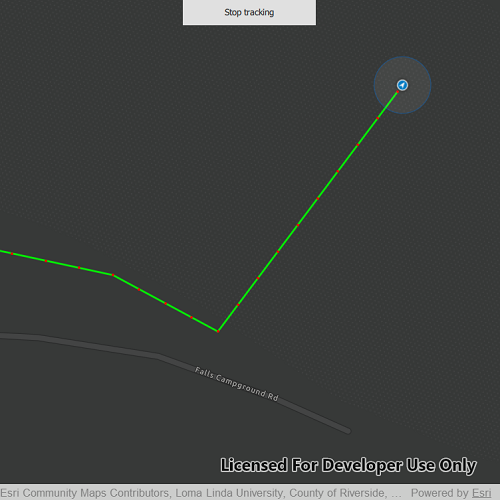 Stop tracking
Falls Campground Rd
Licensed For Developer Use Only
Esri Community Maps Contributors, Loma Linda University, County of Riverside, ... Powered by Esri